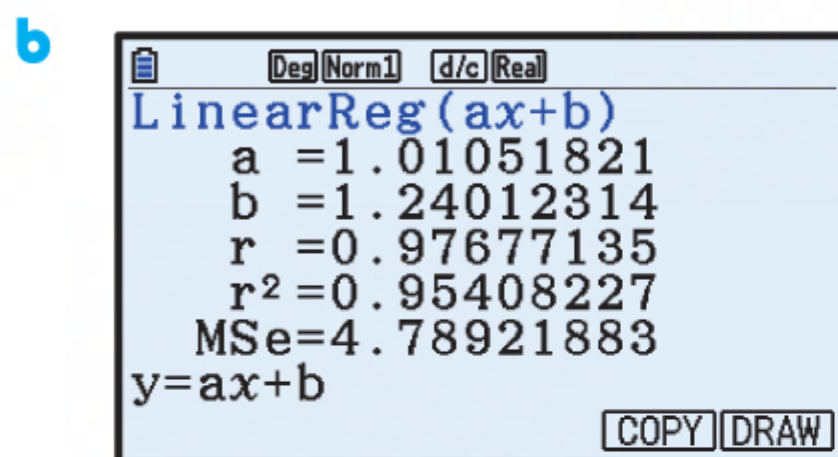 b
Deg Norm1 d/c Real
LinearReg(ax+b)
a =1.01051821
b =1.24012314
r =0.97677135
r²=0.95408227
MSe=4.78921883
y=ax+b
COPY DRAW